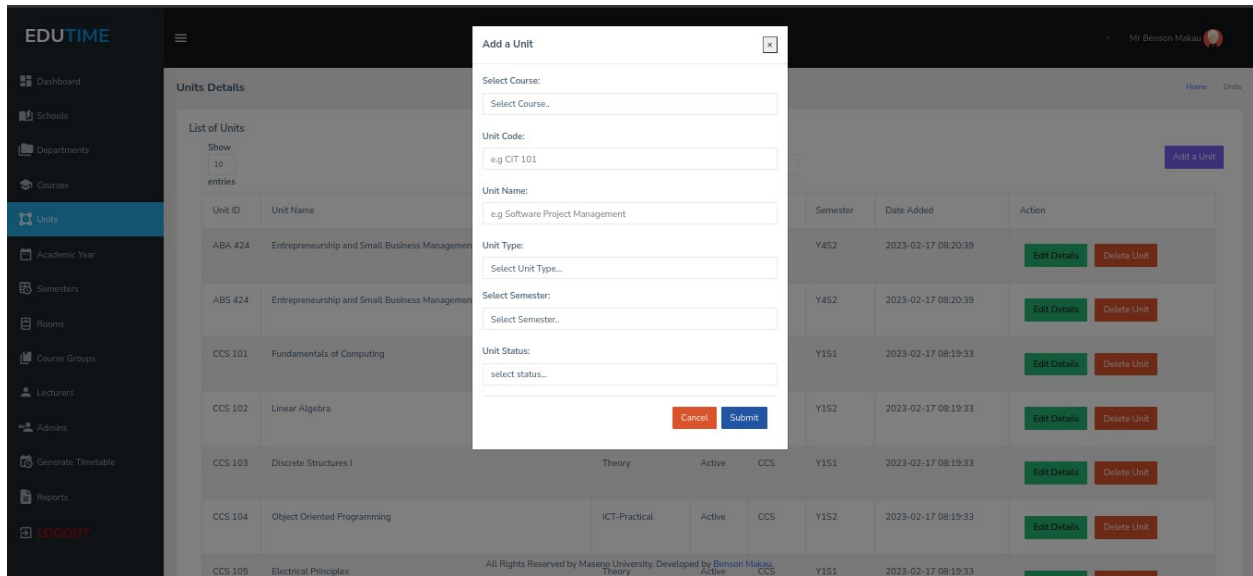 EDUTIME
Mr Benson Makau
Dashboard
Schools
Departments
Courses
Units
Academic Year
Semesters
Rooms
Course Groups
Lecturers
Admins
Generate Timetable
Reports
LOGOUT
Units Details
Home Units
List of Units
Show
10
entries
Add a Unit
Unit ID Unit Name Semester Date Added Action
ABA 424 Entrepreneurship and Small Business Managemen Y4S2 2023-02-17 08:20:39 Edit Details Delete Unit
ABS 424 Entrepreneurship and Small Business Managemen Y4S2 2023-02-17 08:20:39 Edit Details Delete Unit
CCS 101 Fundamentals of Computing Y1S1 2023-02-17 08:19:33 Edit Details Delete Unit
CCS 102 Linear Algebra Y1S2 2023-02-17 08:19:33 Edit Details Delete Unit
CCS 103 Discrete Structures I Theory Active CCS Y1S1 2023-02-17 08:19:33 Edit Details Delete Unit
CCS 104 Object Oriented Programming ICT-Practical Active CCS Y1S2 2023-02-17 08:19:33 Edit Details Delete Unit
CCS 105 Electrical Principles Theory Active CCS Y1S1 2023-02-17 08:19:33
All Rights Reserved by Maseno University, Developed by Benson Makau.
Add a Unit
x
Select Course:
Select Course..
Unit Code:
e.g CIT 101
Unit Name:
e.g Software Project Management
Unit Type:
Select Unit Type...
Select Semester:
Select Semester..
Unit Status:
select status...
Cancel Submit